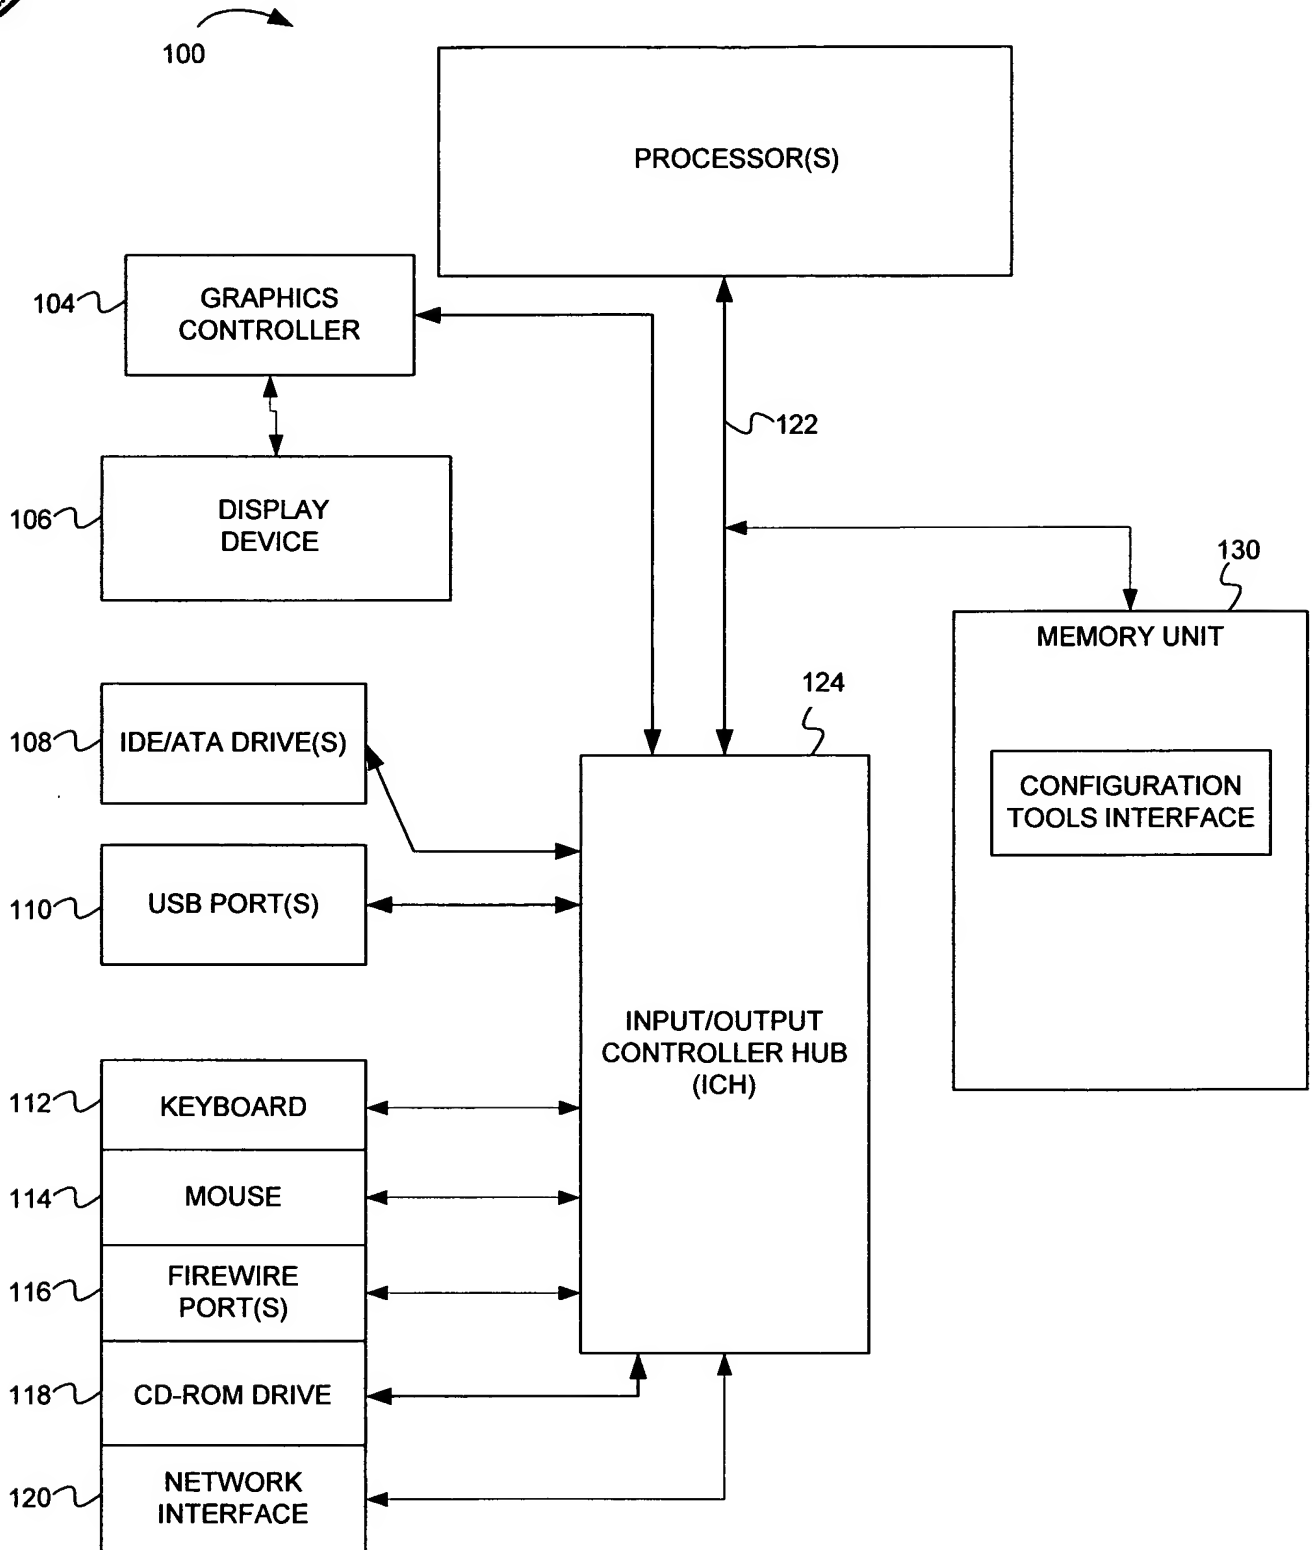 100
PROCESSOR(S)
104
GRAPHICS
CONTROLLER
122
106
DISPLAY
DEVICE
130
MEMORY UNIT
124
108
IDE/ATA DRIVE(S)
CONFIGURATION
TOOLS INTERFACE
110
USB PORT(S)
INPUT/OUTPUT
CONTROLLER HUB
(ICH)
112
KEYBOARD
114
MOUSE
116
FIREWIRE
PORT(S)
118
CD-ROM DRIVE
120
NETWORK
INTERFACE